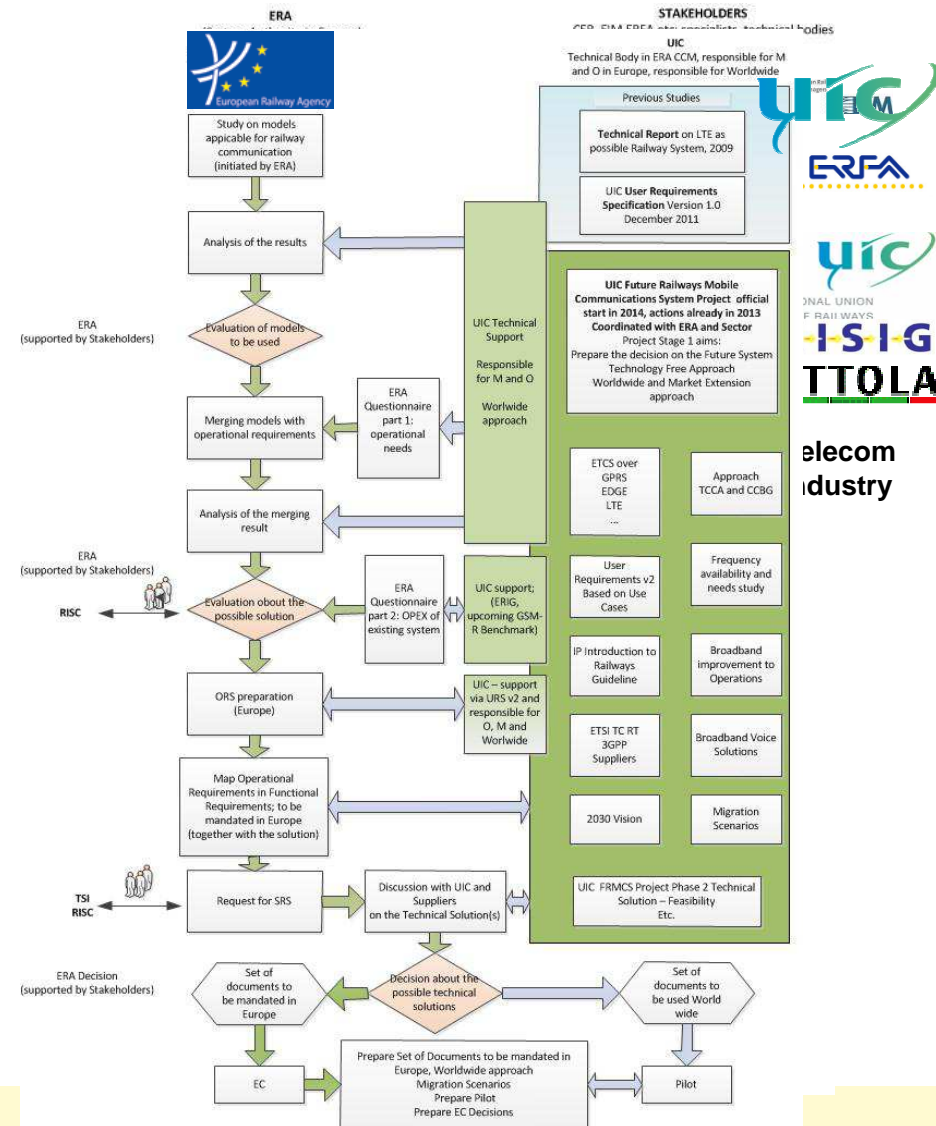 ERA
STAKEHOLDERS
CER, EIM ERFA etc; specialists, technical bodies
UIC
Technical Body in ERA CCM, responsible for M
and O in Europe, responsible for Worldwide
European Railway Agency
Study on models
appicable for railway
communication
(initiated by ERA)
Previous Studies
Technical Report on LTE as
possible Railway System, 2009
UIC User Requirements
Specification Version 1.0
December 2011
uic
ERFA
Analysis of the results
ERA
(supported by Stakeholders)
Evaluation of models
to be used
Merging models with
operational requirements
ERA
Questionnaire
part 1:
operational
needs
UIC Technical
Support
Responsible
for M and O
Worlwide
approach
UIC Future Railways Mobile
Communications System Project official
start in 2014, actions already in 2013
Coordinated with ERA and Sector
Project Stage 1 aims:
Prepare the decision on the Future System
Technology Free Approach
Worldwide and Market Extension
approach
uic
ONAL UNION
F RAILWAYS
ISIG
TTOLA
elecom
dustry
ETCS over
GPRS
EDGE
LTE
...
Approach
TCCA and CCBG
Analysis of the merging
result
ERA
(supported by Stakeholders)
RISC
Evaluation obout the
possible solution
ERA
Questionnaire
part 2: OPEX of
existing system
UIC support;
(ERIG,
upcoming GSM-
R Benchmark)
User
Requirements v2
Based on Use
Cases
Frequency
availability and
needs study
IP Introduction to
Railways
Guideline
Broadband
improvement to
Operations
ORS preparation
(Europe)
UIC – support
via URS v2 and
responsible for
O, M and
Worlwide
ETSI TC RT
3GPP
Suppliers
Broadband Voice
Solutions
Map Operational
Requirements in Functional
Requirements; to be
mandated in Europe
(together with the solution)
2030 Vision
Migration
Scenarios
TSI
RISC
Request for SRS
Discussion with UIC and
Suppliers
on the Technical Solution(s)
UIC FRMCS Project Phase 2 Technical
Solution – Feasibility
Etc.
ERA Decision
(supported by Stakeholders)
Set of
documents to
be mandated in
Europe
Decision about the
possible technical
solutions
Set of
documents to
be used World
wide
EC
Prepare Set of Documents to be mandated in
Europe, Worldwide approach
Migration Scenarios
Prepare Pilot
Prepare EC Decisions
Pilot